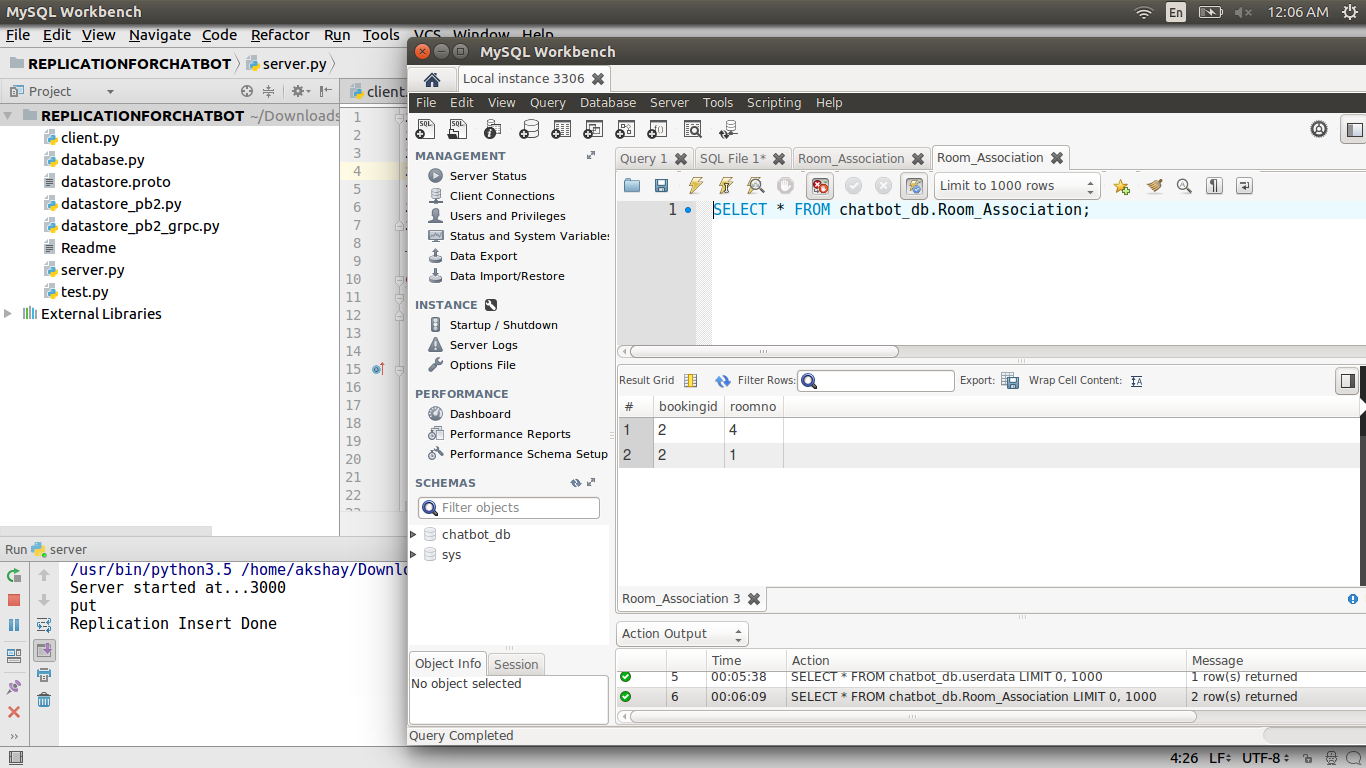 MySQL Workbench
En
12:06 AM
File Edit View Navigate Code Refactor Run Tools VCS Window Help
REPLICATIONFORCHATBOT server.py
Project
client
REPLICATIONFORCHATBOT ~/Downloads
client.py
database.py
datastore.proto
datastore_pb2.py
datastore_pb2_grpc.py
Readme
server.py
test.py
External Libraries
1
2
3
4
5
6
7
8
9
10
11
12
13
14
15
16
17
18
19
20
21
22
Run server
/usr/bin/python3.5 /home/akshay/Downlo
Server started at...3000
put
Replication Insert Done
MySQL Workbench
Local instance 3306
File Edit View Query Database Server Tools Scripting Help
MANAGEMENT
Server Status
Client Connections
Users and Privileges
Status and System Variables
Data Export
Data Import/Restore
INSTANCE
Startup / Shutdown
Server Logs
Options File
PERFORMANCE
Dashboard
Performance Reports
Performance Schema Setup
SCHEMAS
Filter objects
chatbot_db
sys
Object Info Session
No object selected
Query 1 SQL File 1* Room_Association Room_Association
Limit to 1000 rows
1 SELECT * FROM chatbot_db.Room_Association;
Result Grid Filter Rows: Export: Wrap Cell Content:
# bookingid roomno
1 2 4
2 2 1
Room_Association 3
Action Output
Time Action Message
5 00:05:38 SELECT * FROM chatbot_db.userdata LIMIT 0, 1000 1 row(s) returned
6 00:06:09 SELECT * FROM chatbot_db.Room_Association LIMIT 0, 1000 2 row(s) returned
Query Completed
4:26 LF UTF-8